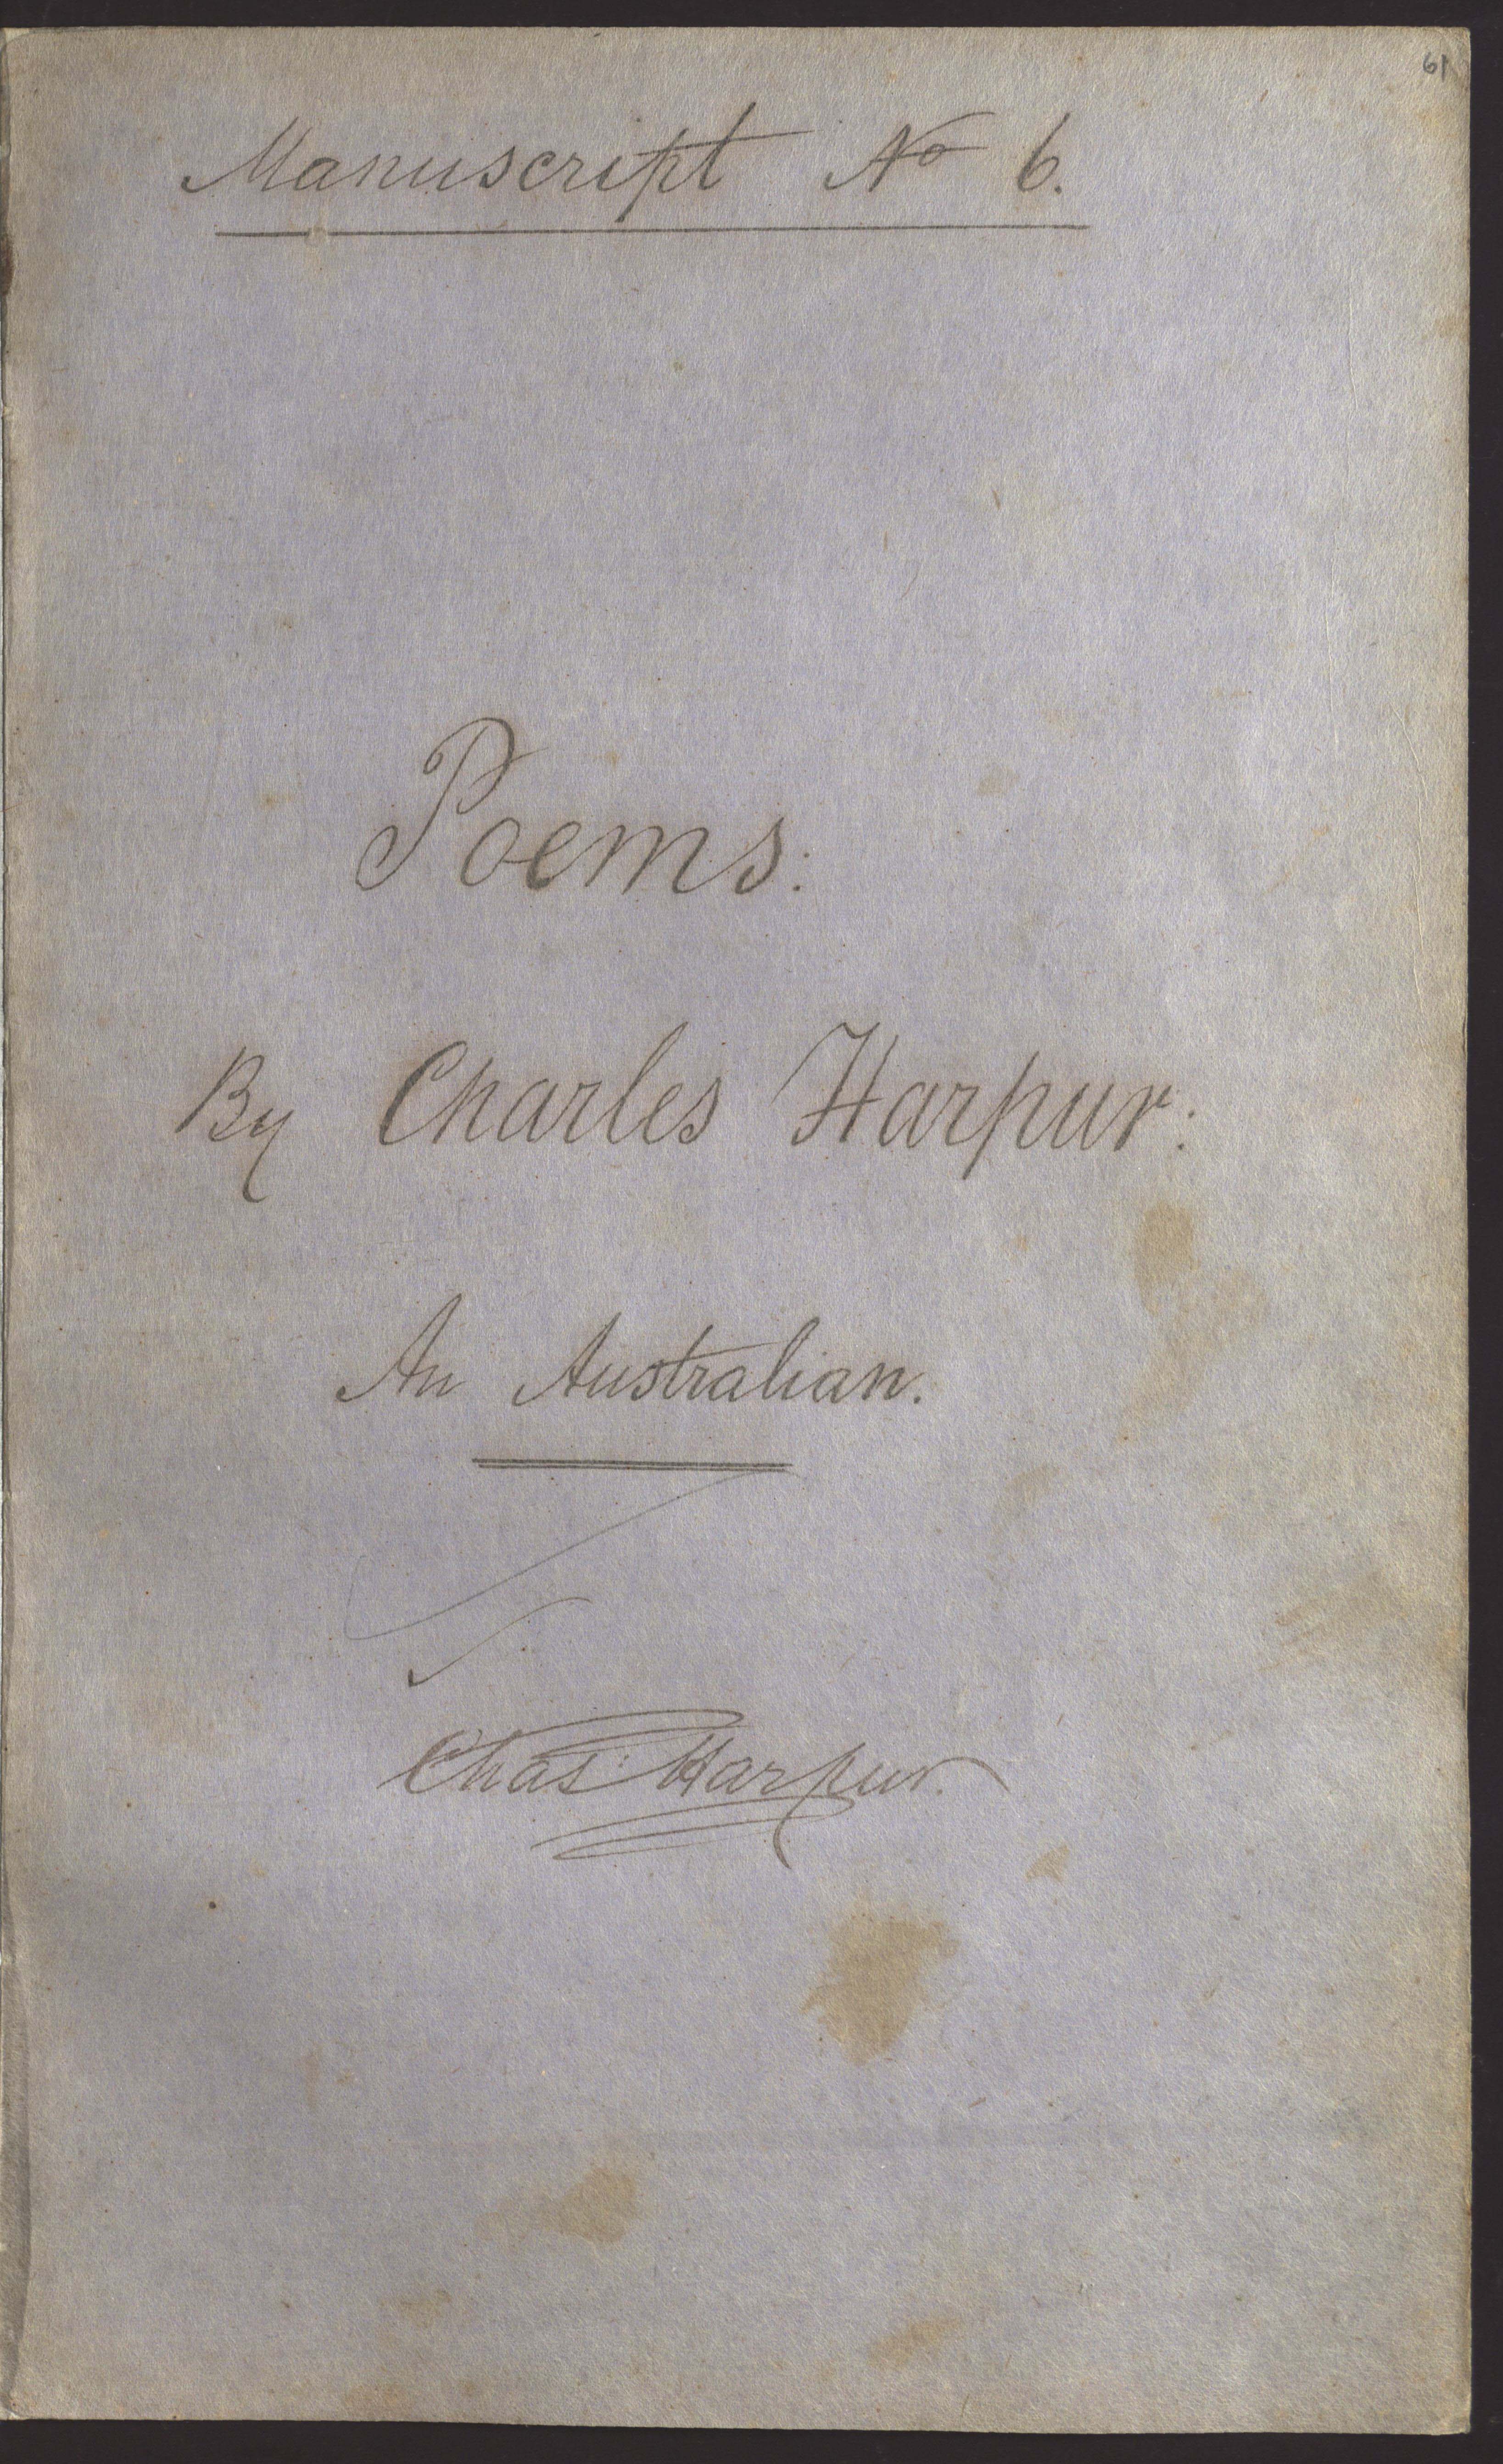 61
Manuscript No 6.
Poems:
By Charles Harpur:
An Australian.
Chas: Harpur.